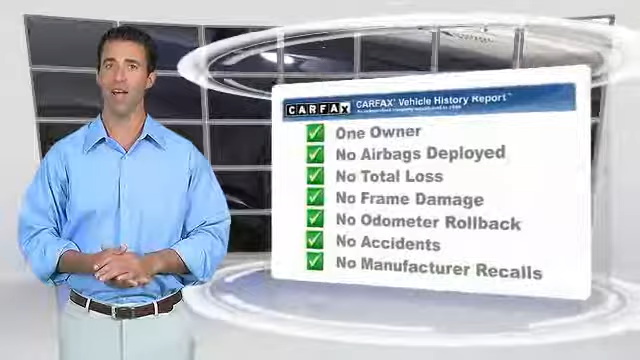 CARFAX CARFAX Vehicle History Report™
One Owner
No Airbags Deployed
No Total Loss
No Frame Damage
No Odometer Rollback
No Accidents
No Manufacturer Recalls